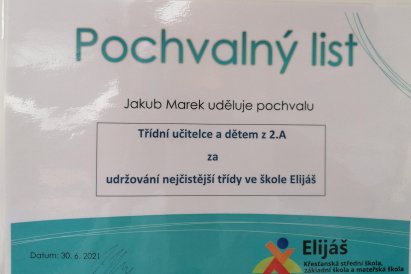 Pochvalný list
Jakub Marek uděluje pochvalu
Třídní učitelce a dětem z 2.A
za
udržování nejčistější třídy ve škole Elijáš
Datum: 30. 6. 2021
Elijáš
Křesťanská střední škola,
základní škola a mateřská škola